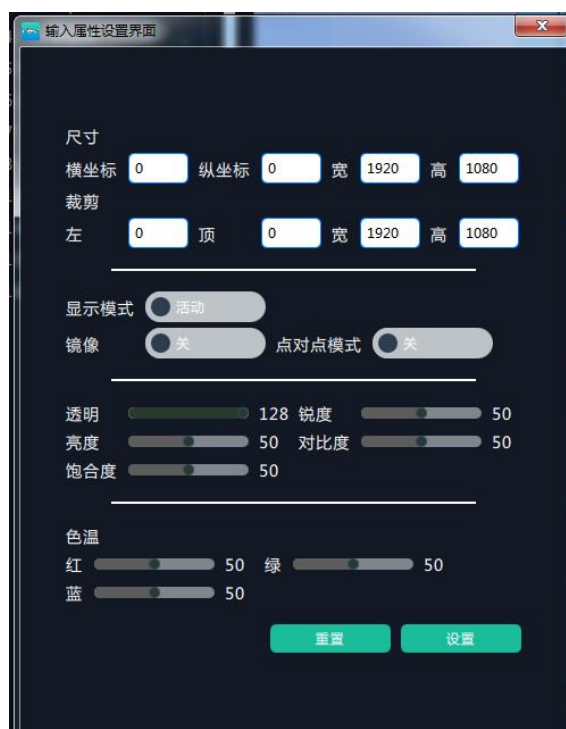 输入属性设置界面
尺寸
横坐标 0 纵坐标 0 宽 1920 高 1080
裁剪
左 0 顶 0 宽 1920 高 1080
显示模式 活动
镜像 关 点对点模式 关
透明 128 锐度 50
亮度 50 对比度 50
饱合度 50
色温
红 50 绿 50
蓝 50
重置 设置